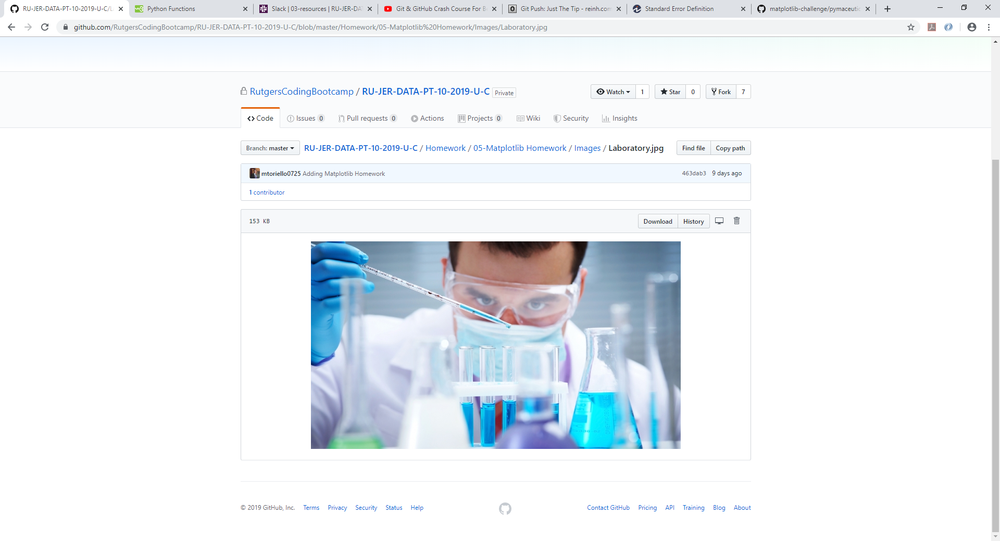 RU-JER-DATA-PT-10-2019-U-C/L
Python Functions
Slack | 03-resources | RU-JER-DAT
Git & GitHub Crash Course For B
Git Push: Just The Tip - reinh.com
Standard Error Definition
matplotlib-challenge/pymaceutic
github.com/RutgersCodingBootcamp/RU-JER-DATA-PT-10-2019-U-C/blob/master/Homework/05-Matplotlib%20Homework/Images/Laboratory.jpg
RutgersCodingBootcamp / RU-JER-DATA-PT-10-2019-U-C Private
Watch 1 Star 0 Fork 7
Code Issues 0 Pull requests 0 Actions Projects 0 Wiki Security Insights
Branch: master RU-JER-DATA-PT-10-2019-U-C / Homework / 05-Matplotlib Homework / Images / Laboratory.jpg Find file Copy path
mtoriello0725 Adding Matplotlib Homework 463dab3 9 days ago
1 contributor
153 KB Download History
© 2019 GitHub, Inc. Terms Privacy Security Status Help Contact GitHub Pricing API Training Blog About